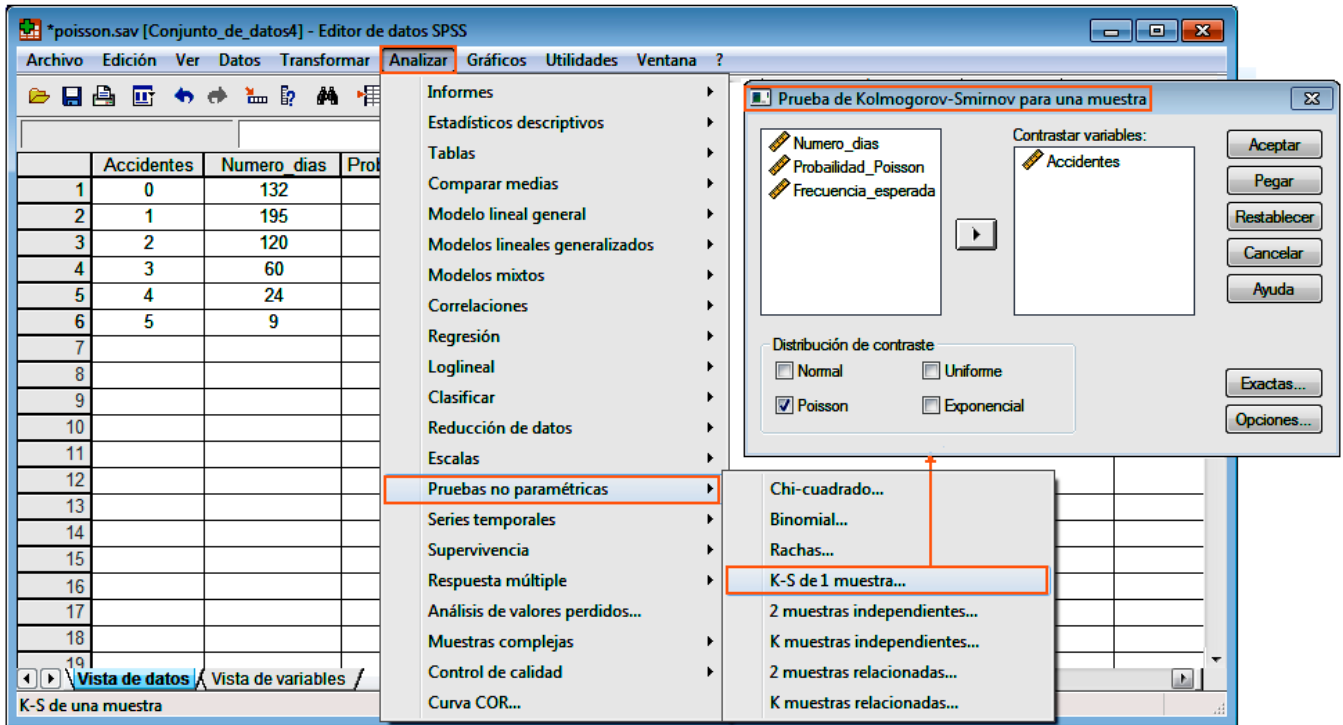 *poisson.sav [Conjunto_de_datos4] - Editor de datos SPSS
Archivo Edición Ver Datos Transformar Analizar Gráficos Utilidades Ventana ?
Accidentes Numero_dias Prob
1 0 132
2 1 195
3 2 120
4 3 60
5 4 24
6 5 9
7
8
9
10
11
12
13
14
15
16
17
18
19
Vista de datos Vista de variables
K-S de una muestra
Informes
Estadísticos descriptivos
Tablas
Comparar medias
Modelo lineal general
Modelos lineales generalizados
Modelos mixtos
Correlaciones
Regresión
Loglineal
Clasificar
Reducción de datos
Escalas
Pruebas no paramétricas
Series temporales
Supervivencia
Respuesta múltiple
Análisis de valores perdidos...
Muestras complejas
Control de calidad
Curva COR...
Chi-cuadrado...
Binomial...
Rachas...
K-S de 1 muestra...
2 muestras independientes...
K muestras independientes...
2 muestras relacionadas...
K muestras relacionadas...
Prueba de Kolmogorov-Smirnov para una muestra
Numero_dias
Probailidad_Poisson
Frecuencia_esperada
Contrastar variables:
Accidentes
Aceptar
Pegar
Restablecer
Cancelar
Ayuda
Distribución de contraste
Normal Uniforme
Poisson Exponencial
Exactas...
Opciones...